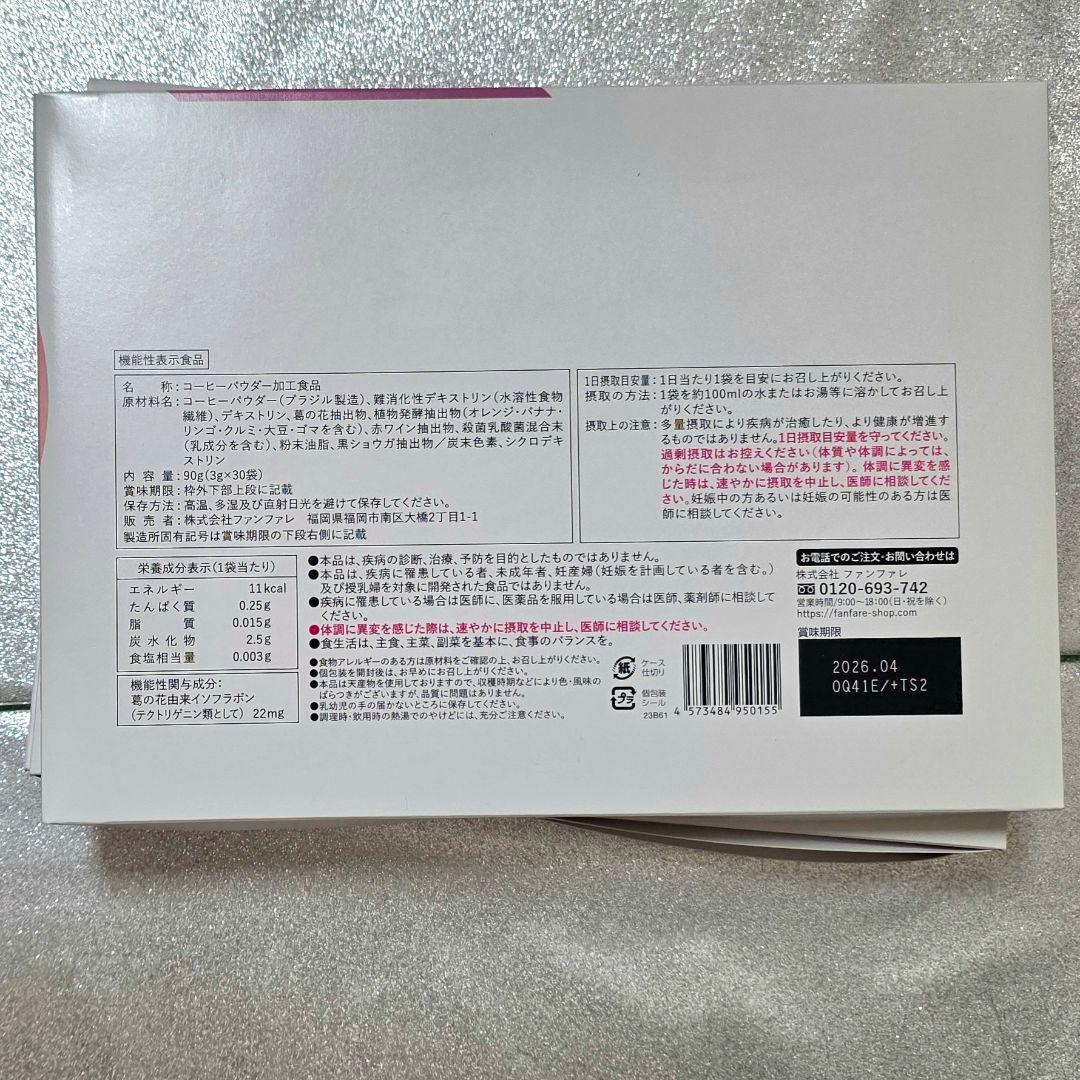 機能性表示食品
名　　称：コーヒーパウダー加工食品
原材料名：コーヒーパウダー(ブラジル製造)、難消化性デキストリン(水溶性食物
繊維)、デキストリン、葛の花抽出物、植物発酵抽出物(オレンジ・バナナ・
リンゴ・クルミ・大豆・ゴマを含む)、赤ワイン抽出物、殺菌乳酸菌混合末
(乳成分を含む)、粉末油脂、黒ショウガ抽出物／炭末色素、シクロデキ
ストリン
内 容 量：90g(3g×30袋)
賞味期限：枠外下部上段に記載
保存方法：高温、多湿及び直射日光を避けて保存してください。
販 売 者：株式会社ファンファレ　福岡県福岡市南区大橋2丁目1-1
製造所固有記号は賞味期限の下段右側に記載
1日摂取目安量：1日当たり1袋を目安にお召し上がりください。
摂取の方法：1袋を約100mlの水またはお湯等に溶かしてお召し上
がりください。
摂取上の注意：多量摂取により疾病が治癒したり、より健康が増進す
るものではありません。1日摂取目安量を守ってください。
過剰摂取はお控えください(体質や体調によっては、
からだに合わない場合があります)。体調に異変を感
じた時は、速やかに摂取を中止し、医師に相談してくだ
さい。妊娠中の方あるいは妊娠の可能性のある方は医
師に相談してください。
栄養成分表示(1袋当たり)
エネルギー　11kcal
たんぱく質　0.25g
脂　　質　0.015g
炭水化物　2.5g
食塩相当量　0.003g
機能性関与成分：
葛の花由来イソフラボン
(テクトリゲニン類として)　22mg
●本品は、疾病の診断、治療、予防を目的としたものではありません。
●本品は、疾病に罹患している者、未成年者、妊産婦(妊娠を計画している者を含む。)
及び授乳婦を対象に開発された食品ではありません。
●疾病に罹患している場合は医師に、医薬品を服用している場合は医師、薬剤師に相談して
ください。
●体調に異変を感じた際は、速やかに摂取を中止し、医師に相談してください。
●食生活は、主食、主菜、副菜を基本に、食事のバランスを。
●食物アレルギーのある方は原材料をご確認の上、お召し上がりください。
●個包装を開封後は、お早めにお召し上がりください。
●本品は天産物を使用しておりますので、収穫時期などにより色・風味の
ばらつきがございますが、品質に問題はありません。
●乳幼児の手の届かないところに保存してください。
●調理時・飲用時の熱湯でのやけどには、充分ご注意ください。
紙
ケース
仕切り
プラ
個包装
シール
23B61
4 573484 950155
お電話でのご注文・お問い合わせは
株式会社 ファンファレ
0120-693-742
営業時間/9:00〜18:00(日・祝を除く)
https://fanfare-shop.com
賞味期限
2026.04
OQ41E/+TS2